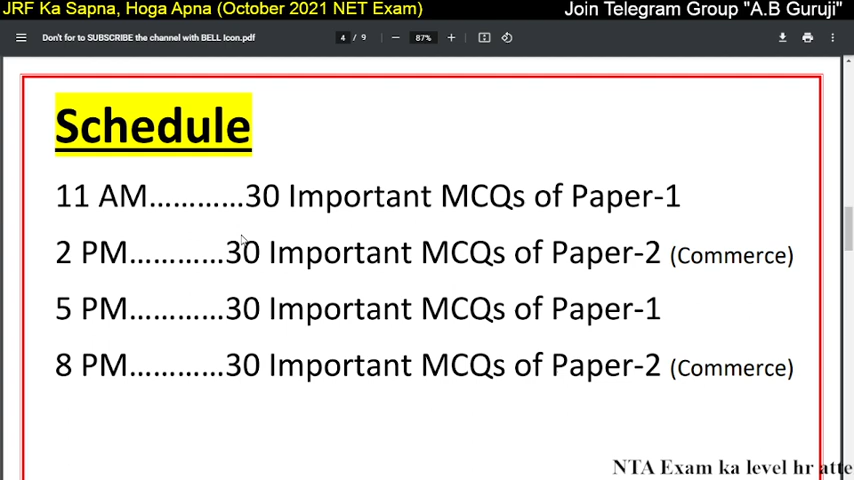 JRF Ka Sapna, Hoga Apna (October 2021 NET Exam) Join Telegram Group "A.B Guruji"
Don't for to SUBSCRIBE the channel with BELL Icon.pdf 4 / 9 87%
Schedule
11 AM…………30 Important MCQs of Paper-1
2 PM…………30 Important MCQs of Paper-2 (Commerce)
5 PM…………30 Important MCQs of Paper-1
8 PM…………30 Important MCQs of Paper-2 (Commerce)
NTA Exam ka level hr atte